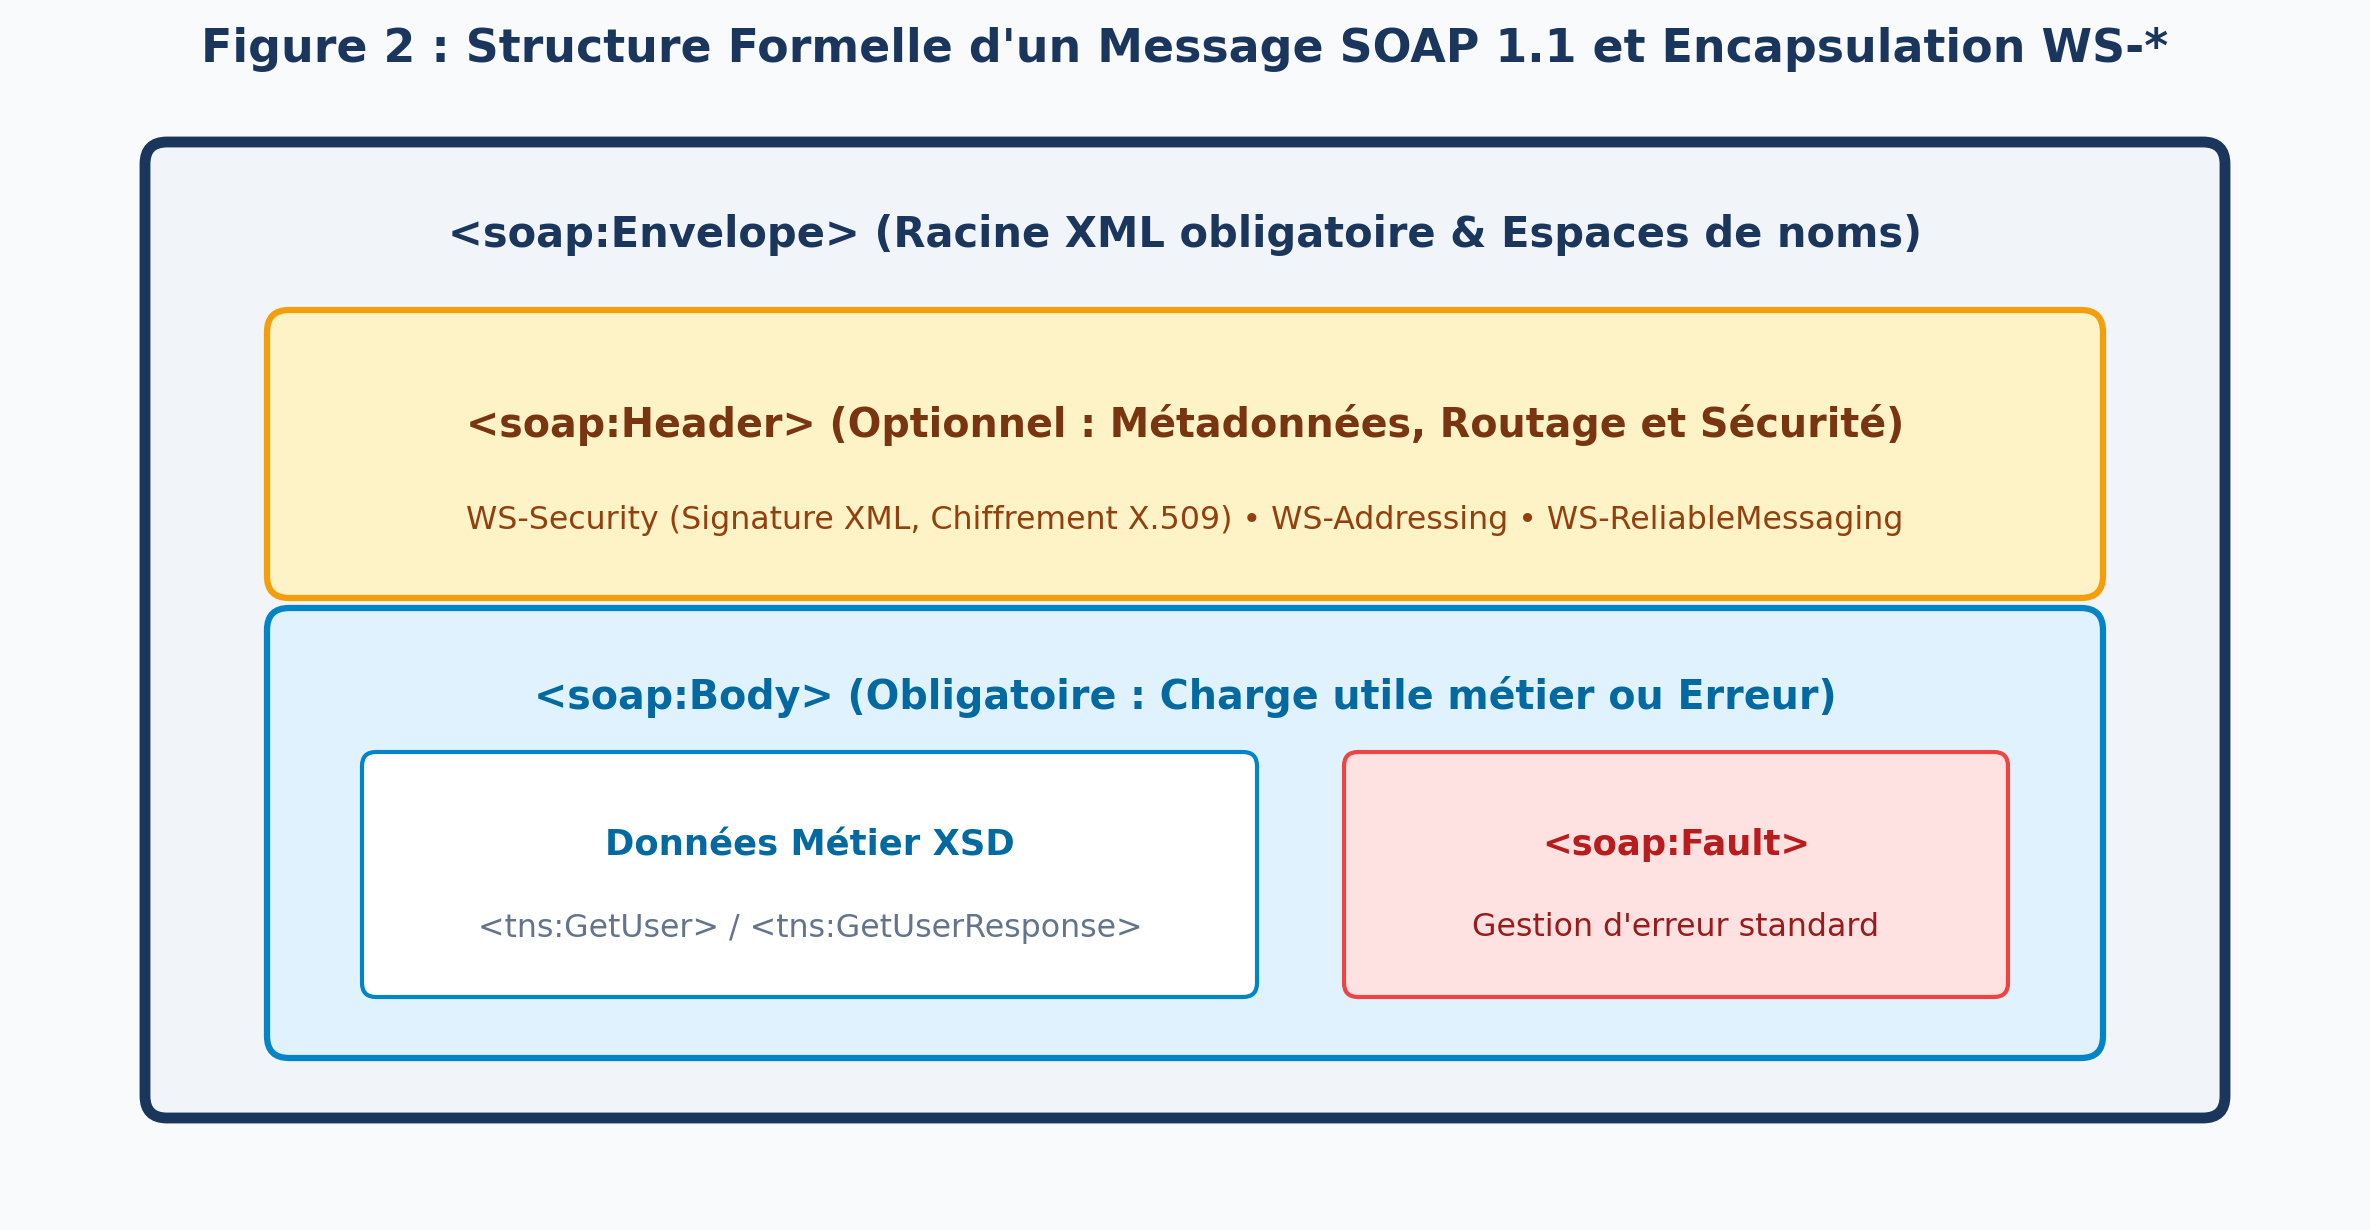 Figure 2 : Structure Formelle d'un Message SOAP 1.1 et Encapsulation WS-*
<soap:Envelope> (Racine XML obligatoire & Espaces de noms)
<soap:Header> (Optionnel : Métadonnées, Routage et Sécurité)
WS-Security (Signature XML, Chiffrement X.509) • WS-Addressing • WS-ReliableMessaging
<soap:Body> (Obligatoire : Charge utile métier ou Erreur)
Données Métier XSD
<tns:GetUser> / <tns:GetUserResponse>
<soap:Fault>
Gestion d'erreur standard